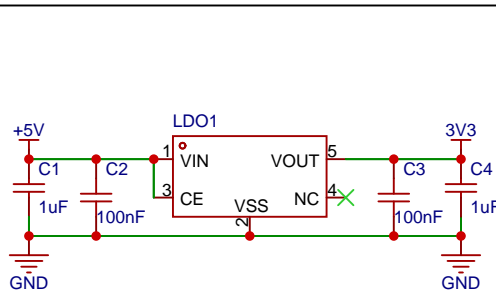 LDO1
+5V
3V3
C1
C2
1
VIN
VOUT
5
C3
C4
3
CE
VSS
NC
4
1uF
100nF
2
100nF
1uF
GND
GND